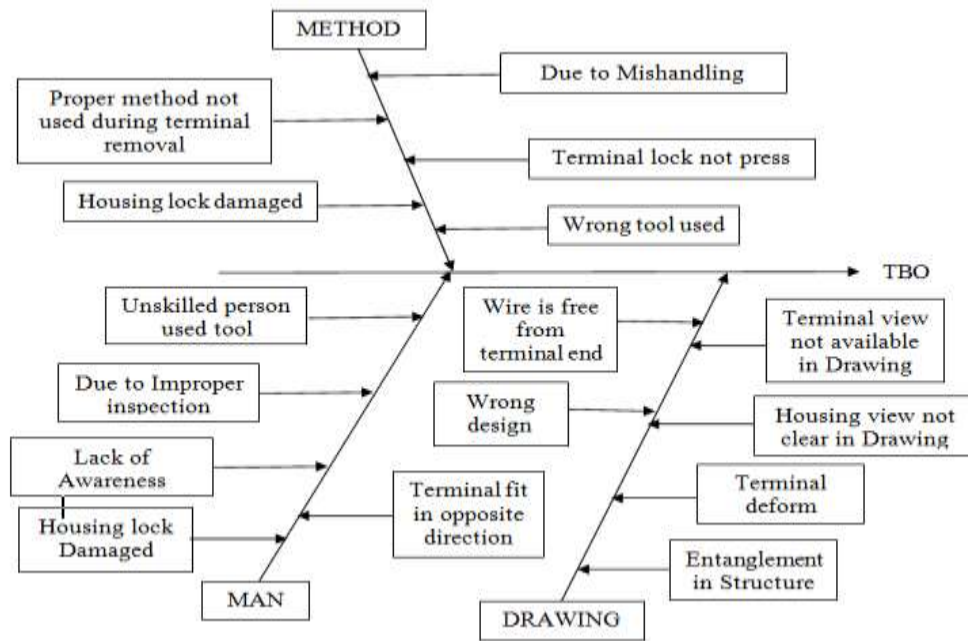 METHOD
Due to Mishandling
Proper method not
used during terminal
removal
Terminal lock not press
Housing lock damaged
Wrong tool used
TBO
Unskilled person
used tool
Wire is free
from
terminal end
Terminal view
not available
in Drawing
Due to Improper
inspection
Wrong
design
Housing view not
clear in Drawing
Lack of
Awareness
Terminal fit
in opposite
direction
Terminal
deform
Housing lock
Damaged
Entanglement
in Structure
MAN
DRAWING